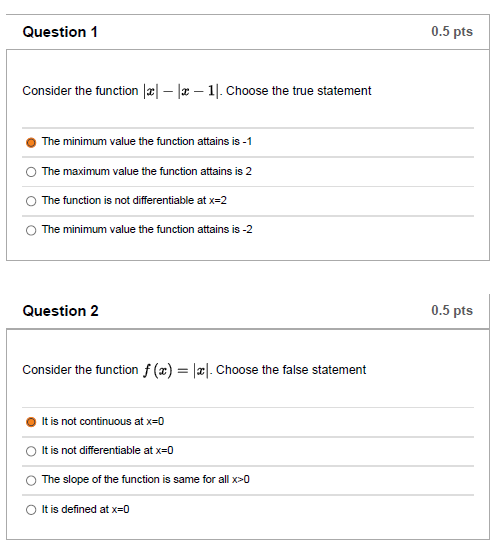 Question 1 0.5 pts
Consider the function |x| − |x − 1|. Choose the true statement
The minimum value the function attains is -1
The maximum value the function attains is 2
The function is not differentiable at x=2
The minimum value the function attains is -2
Question 2 0.5 pts
Consider the function f (x) = |x|. Choose the false statement
It is not continuous at x=0
It is not differentiable at x=0
The slope of the function is same for all x>0
It is defined at x=0